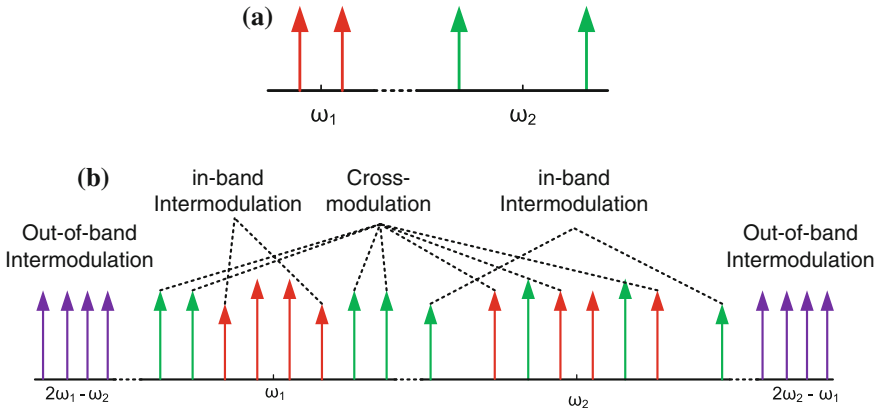 (a)
ω₁
ω₂
(b)
in-band
Intermodulation
Cross-
modulation
in-band
Intermodulation
Out-of-band
Intermodulation
Out-of-band
Intermodulation
2ω₁ - ω₂
ω₁
ω₂
2ω₂ - ω₁